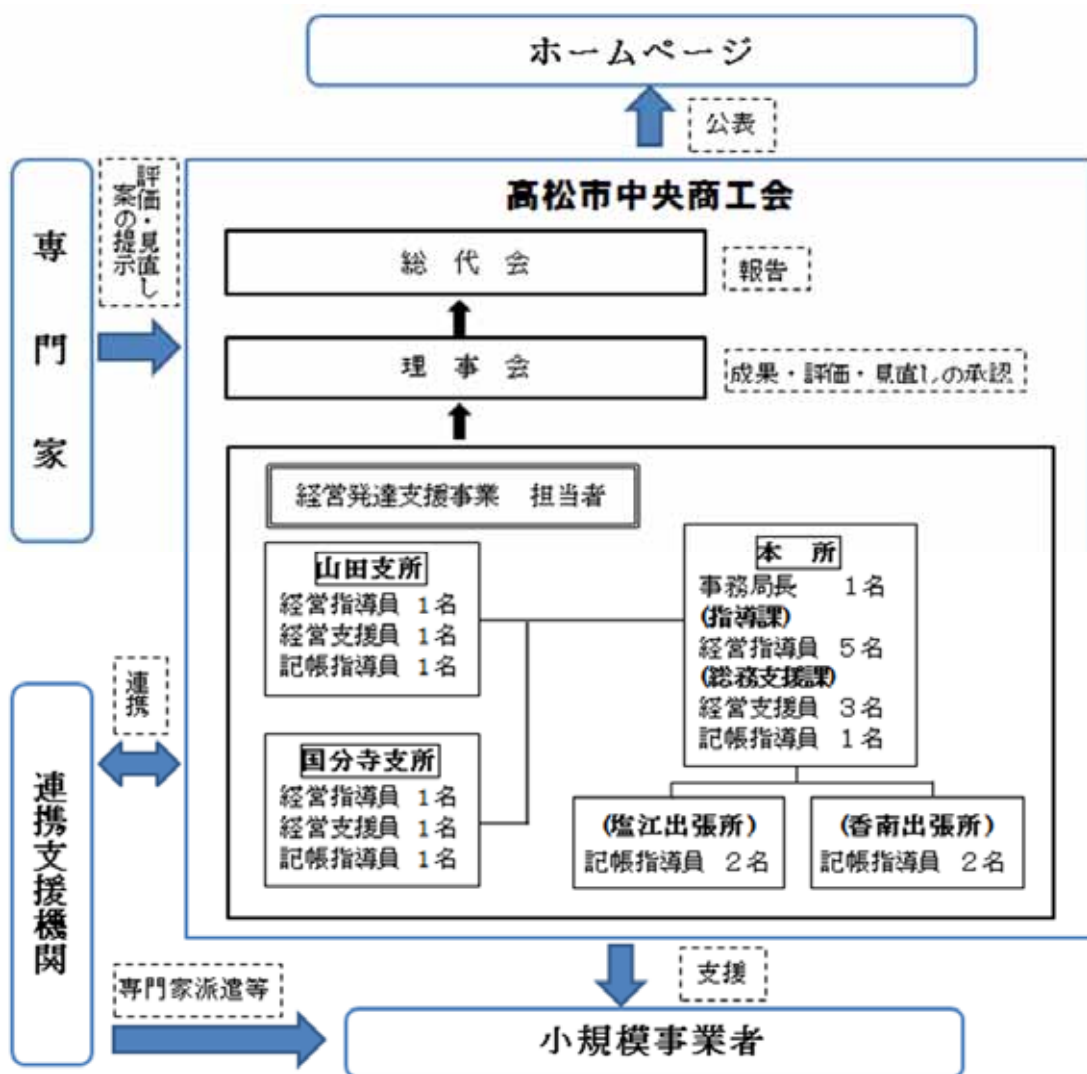 ホームページ
公表
専門家
評価・見直し
案の提示
高松市中央商工会
総代会
報告
理事会
成果・評価・見直しの承認
経営発達支援事業 担当者
山田支所
経営指導員 1名
経営支援員 1名
記帳指導員 1名
本所
事務局長 1名
(指導課)
経営指導員 5名
(総務支援課)
経営支援員 3名
記帳指導員 1名
国分寺支所
経営指導員 1名
経営支援員 1名
記帳指導員 1名
(塩江出張所)
記帳指導員 2名
(香南出張所)
記帳指導員 2名
連携
連携支援機関
専門家派遣等
支援
小規模事業者